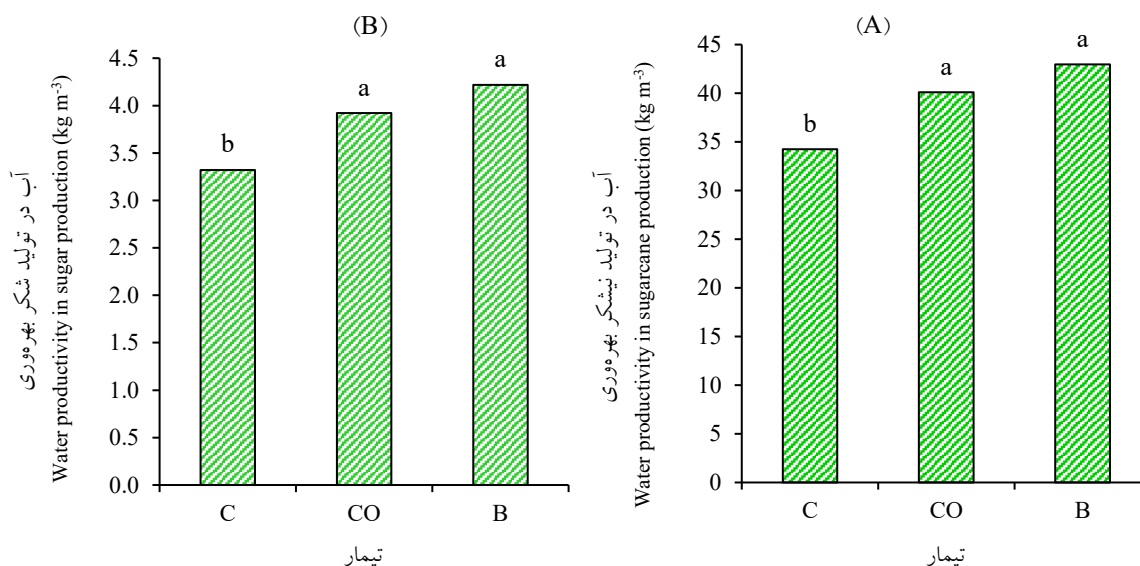 (B)
4.5
4.0
3.5
3.0
2.5
2.0
1.5
1.0
0.5
0.0
b
a
a
C
CO
B
تیمار
آب در تولید شکر بهره‌وری
Water productivity in sugar production (kg m⁻³)
(A)
45
40
35
30
25
20
15
10
5
0
b
a
a
C
CO
B
تیمار
آب در تولید نیشکر بهره‌وری
Water productivity in sugarcane production (kg m⁻³)